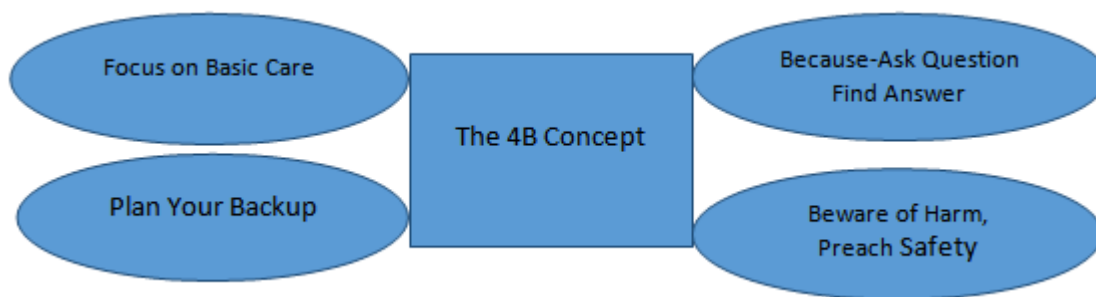 Focus on Basic Care
Plan Your Backup
The 4B Concept
Because-Ask Question
Find Answer
Beware of Harm,
Preach Safety